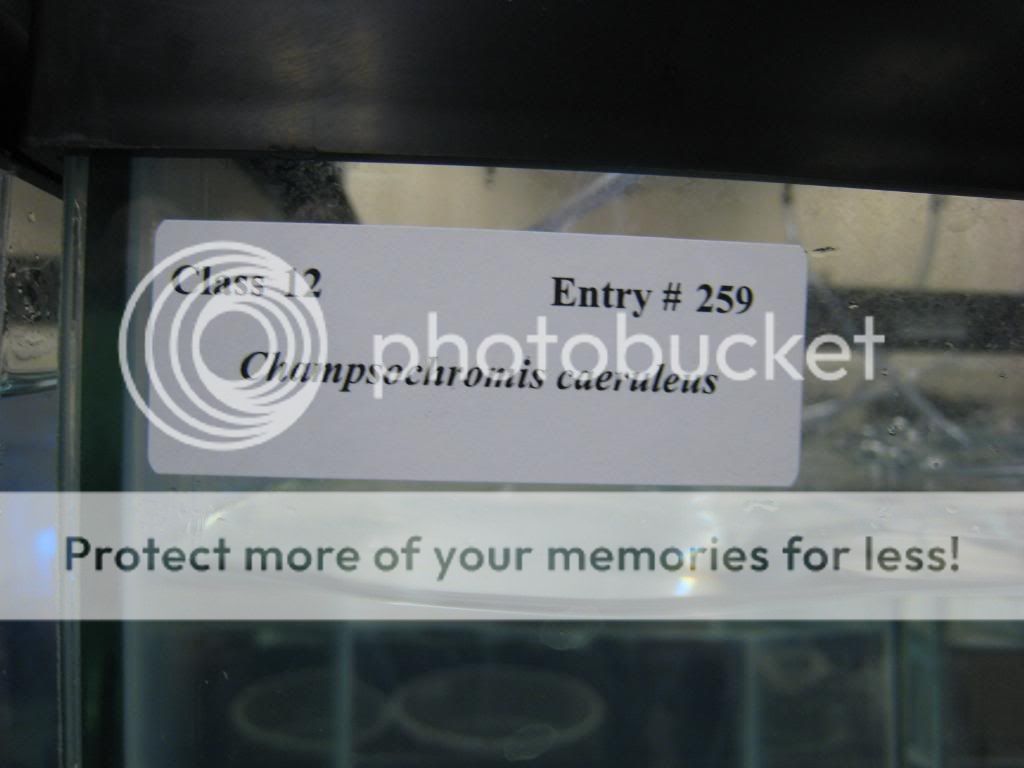 Class 12 Entry # 259
photobucket
Champsochromis caeruleus
Protect more of your memories for less!